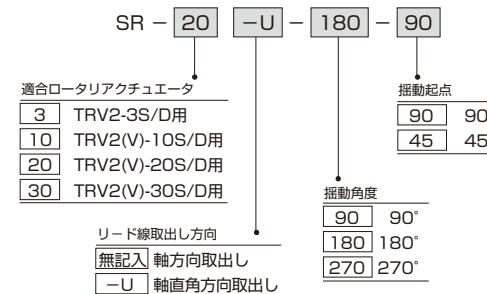 SR − 20 −U − 180 − 90
適合ロータリアクチュエータ
3 TRV2-3S/D用
10 TRV2(V)-10S/D用
20 TRV2(V)-20S/D用
30 TRV2(V)-30S/D用
リード線取出し方向
無記入 軸方向取出し
−U 軸直角方向取出し
揺動角度
90 90°
180 180°
270 270°
揺動起点
90 90
45 45